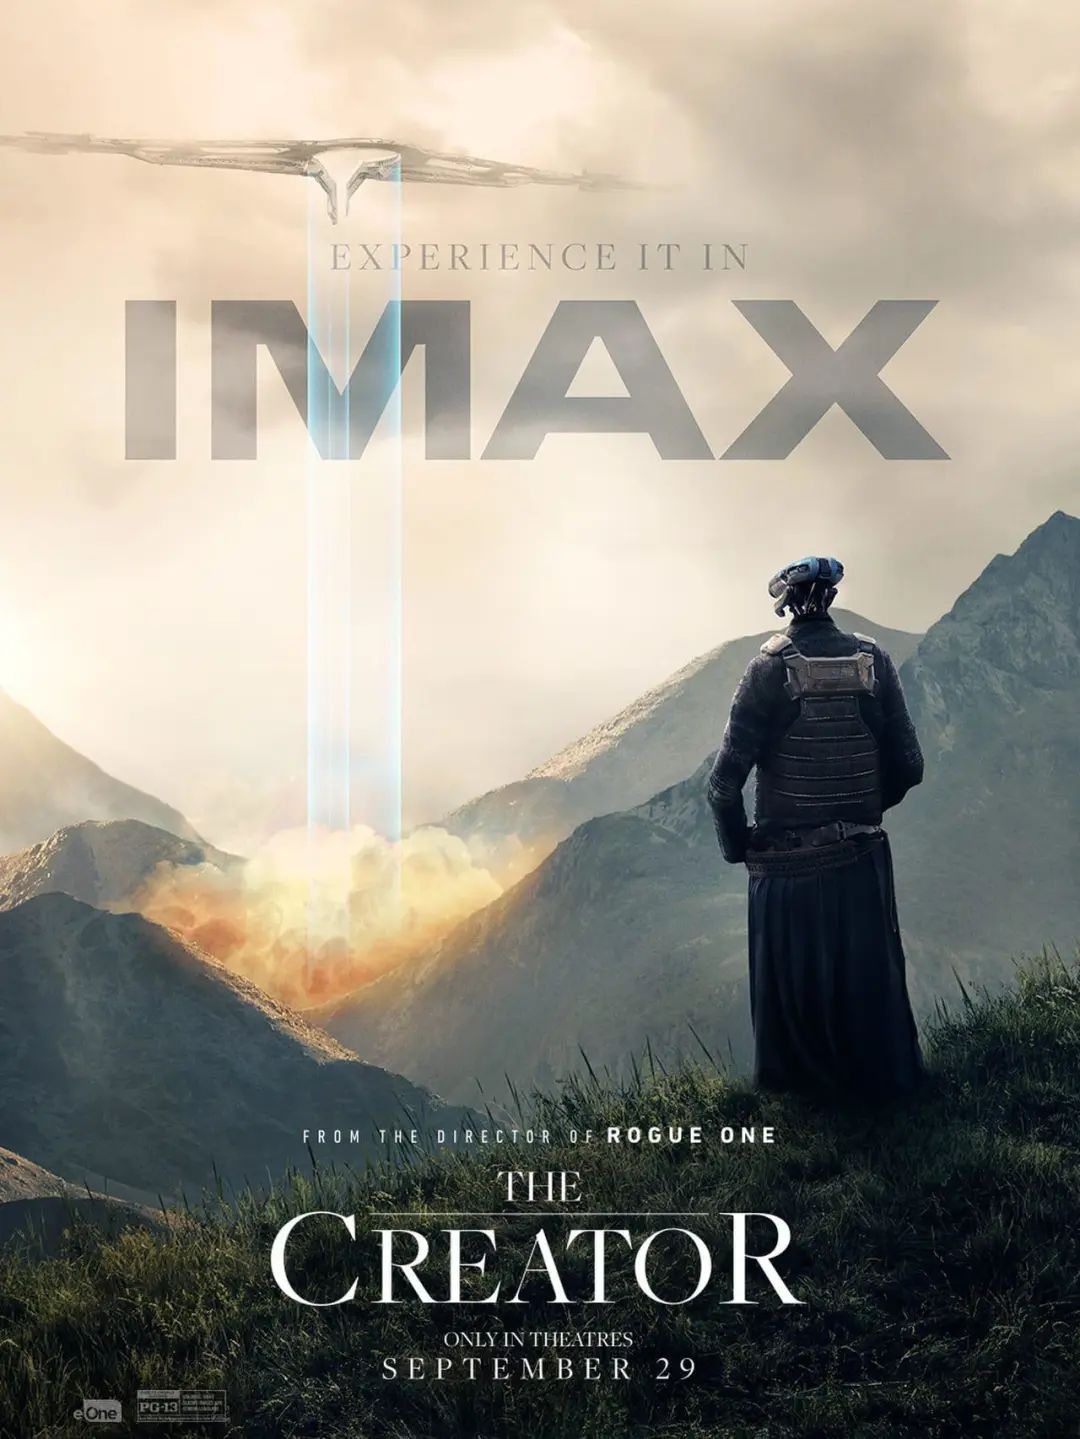 EXPERIENCE IT IN
IMAX
FROM THE DIRECTOR OF ROGUE ONE
THE
CREATOR
ONLY IN THEATRES
SEPTEMBER 29
eOne
PG-13